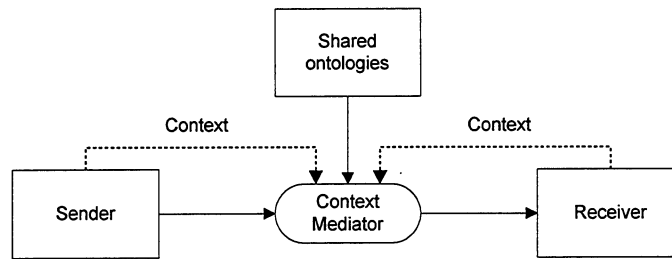 Shared
ontologies
Context
Context
Sender
Context
Mediator
Receiver